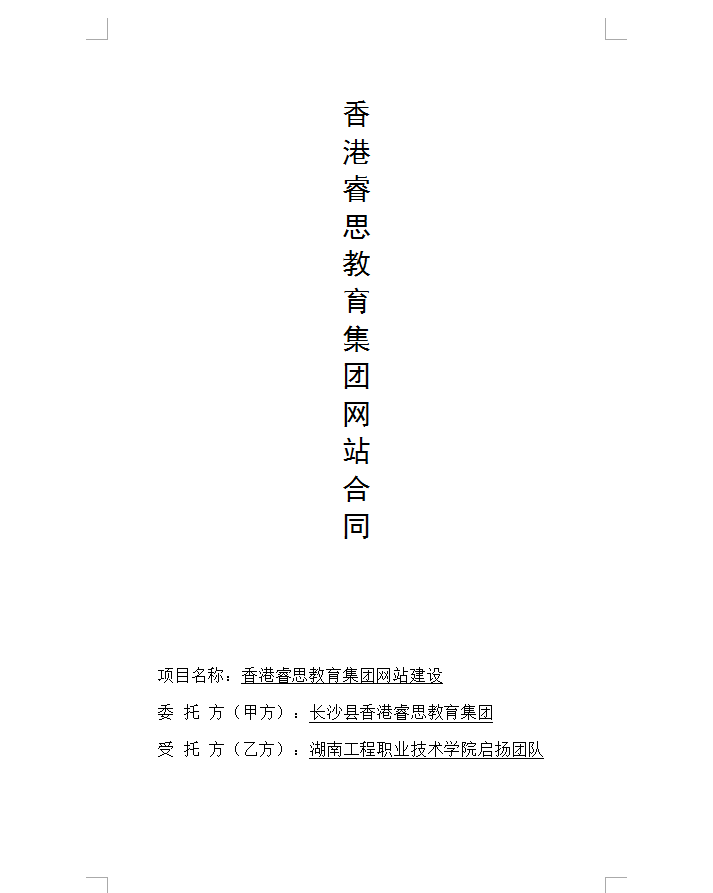 香港睿思教育集团网站合同
项目名称：香港睿思教育集团网站建设
委 托 方（甲方）：长沙县香港睿思教育集团
受 托 方（乙方）：湖南工程职业技术学院启扬团队